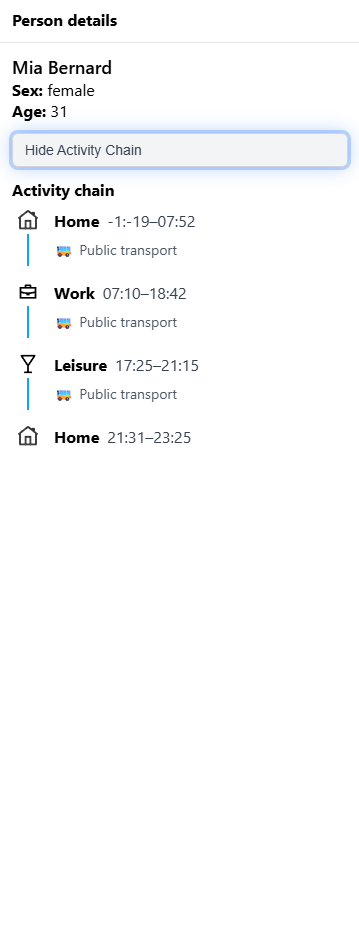 Person details
Mia Bernard
Sex: female
Age: 31
Hide Activity Chain
Activity chain
Home -1:-19–07:52
Public transport
Work 07:10–18:42
Public transport
Leisure 17:25–21:15
Public transport
Home 21:31–23:25